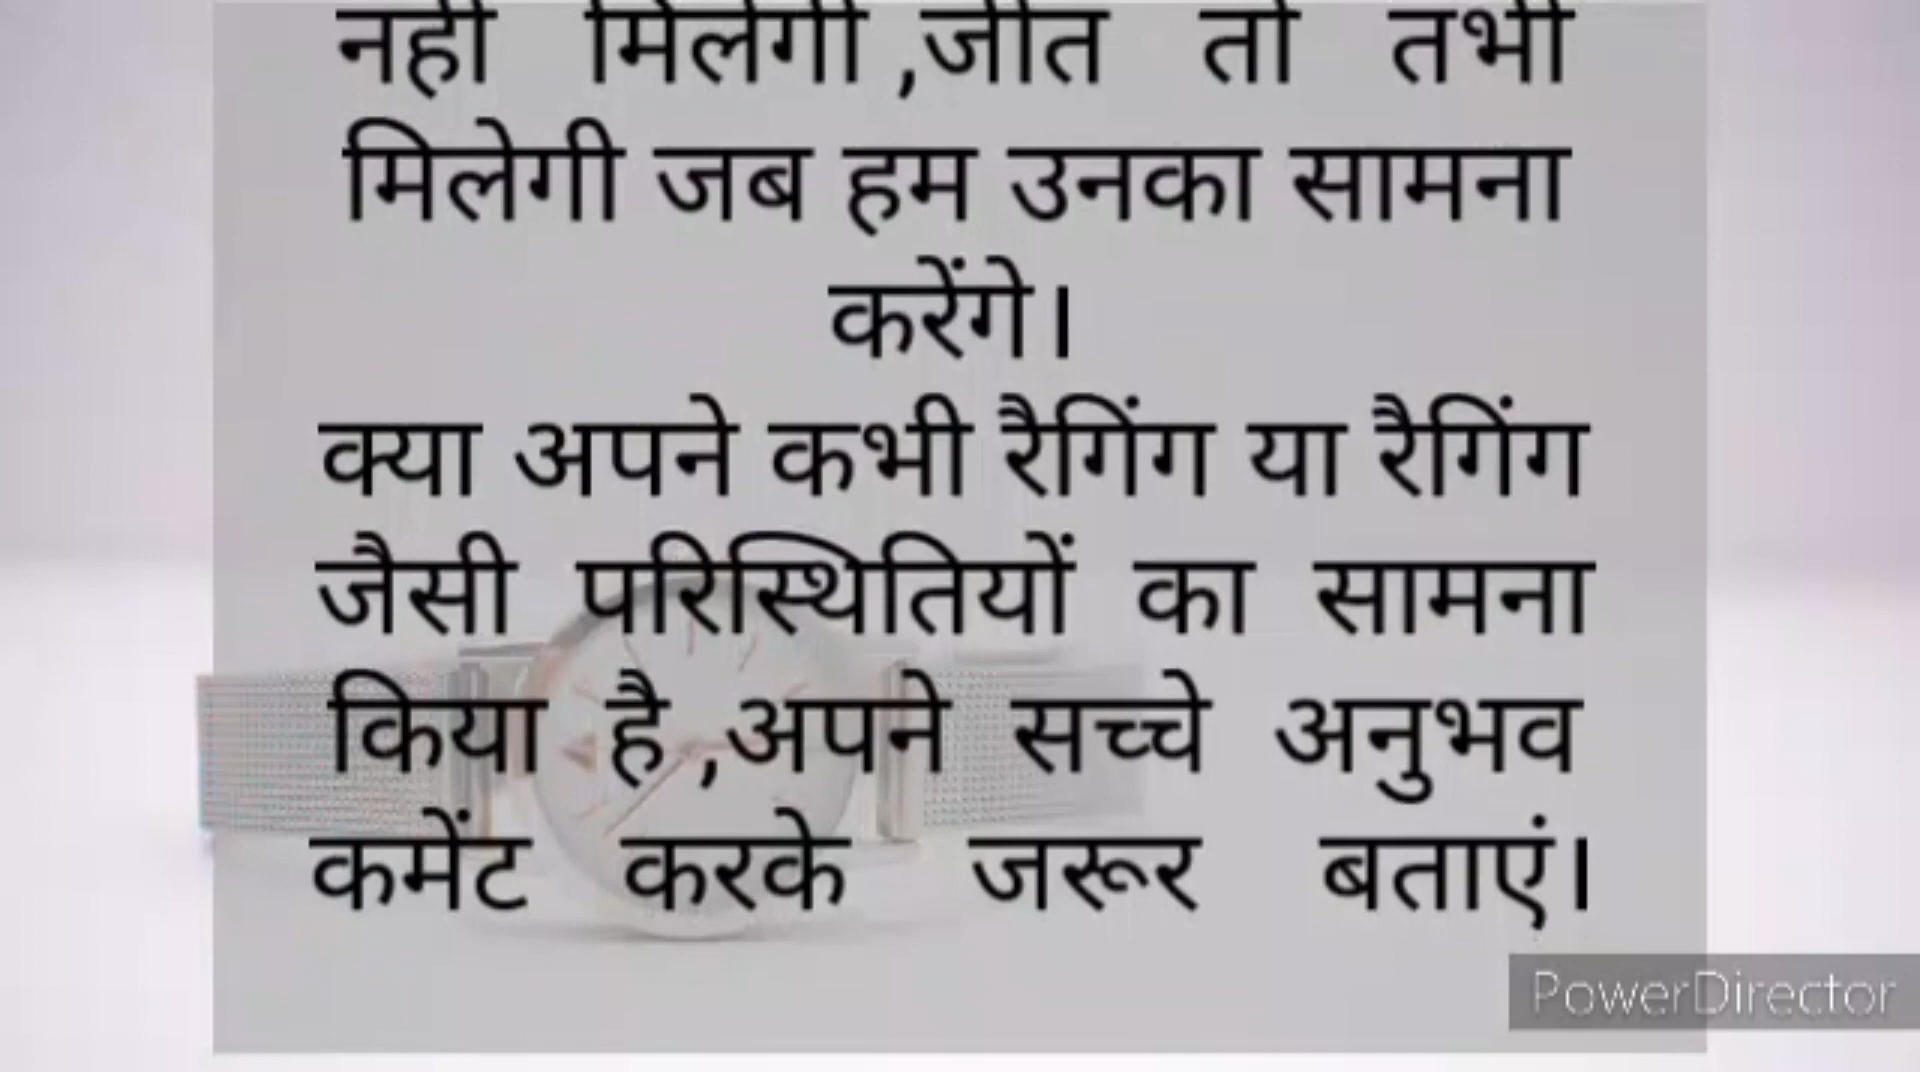 नहीं मिलेगी ,जीत तो तभी
मिलेगी जब हम उनका सामना
करेंगे।
क्या अपने कभी रैगिंग या रैगिंग
जैसी परिस्थितियों का सामना
किया है ,अपने सच्चे अनुभव
कमेंट करके जरूर बताएं।
PowerDirector